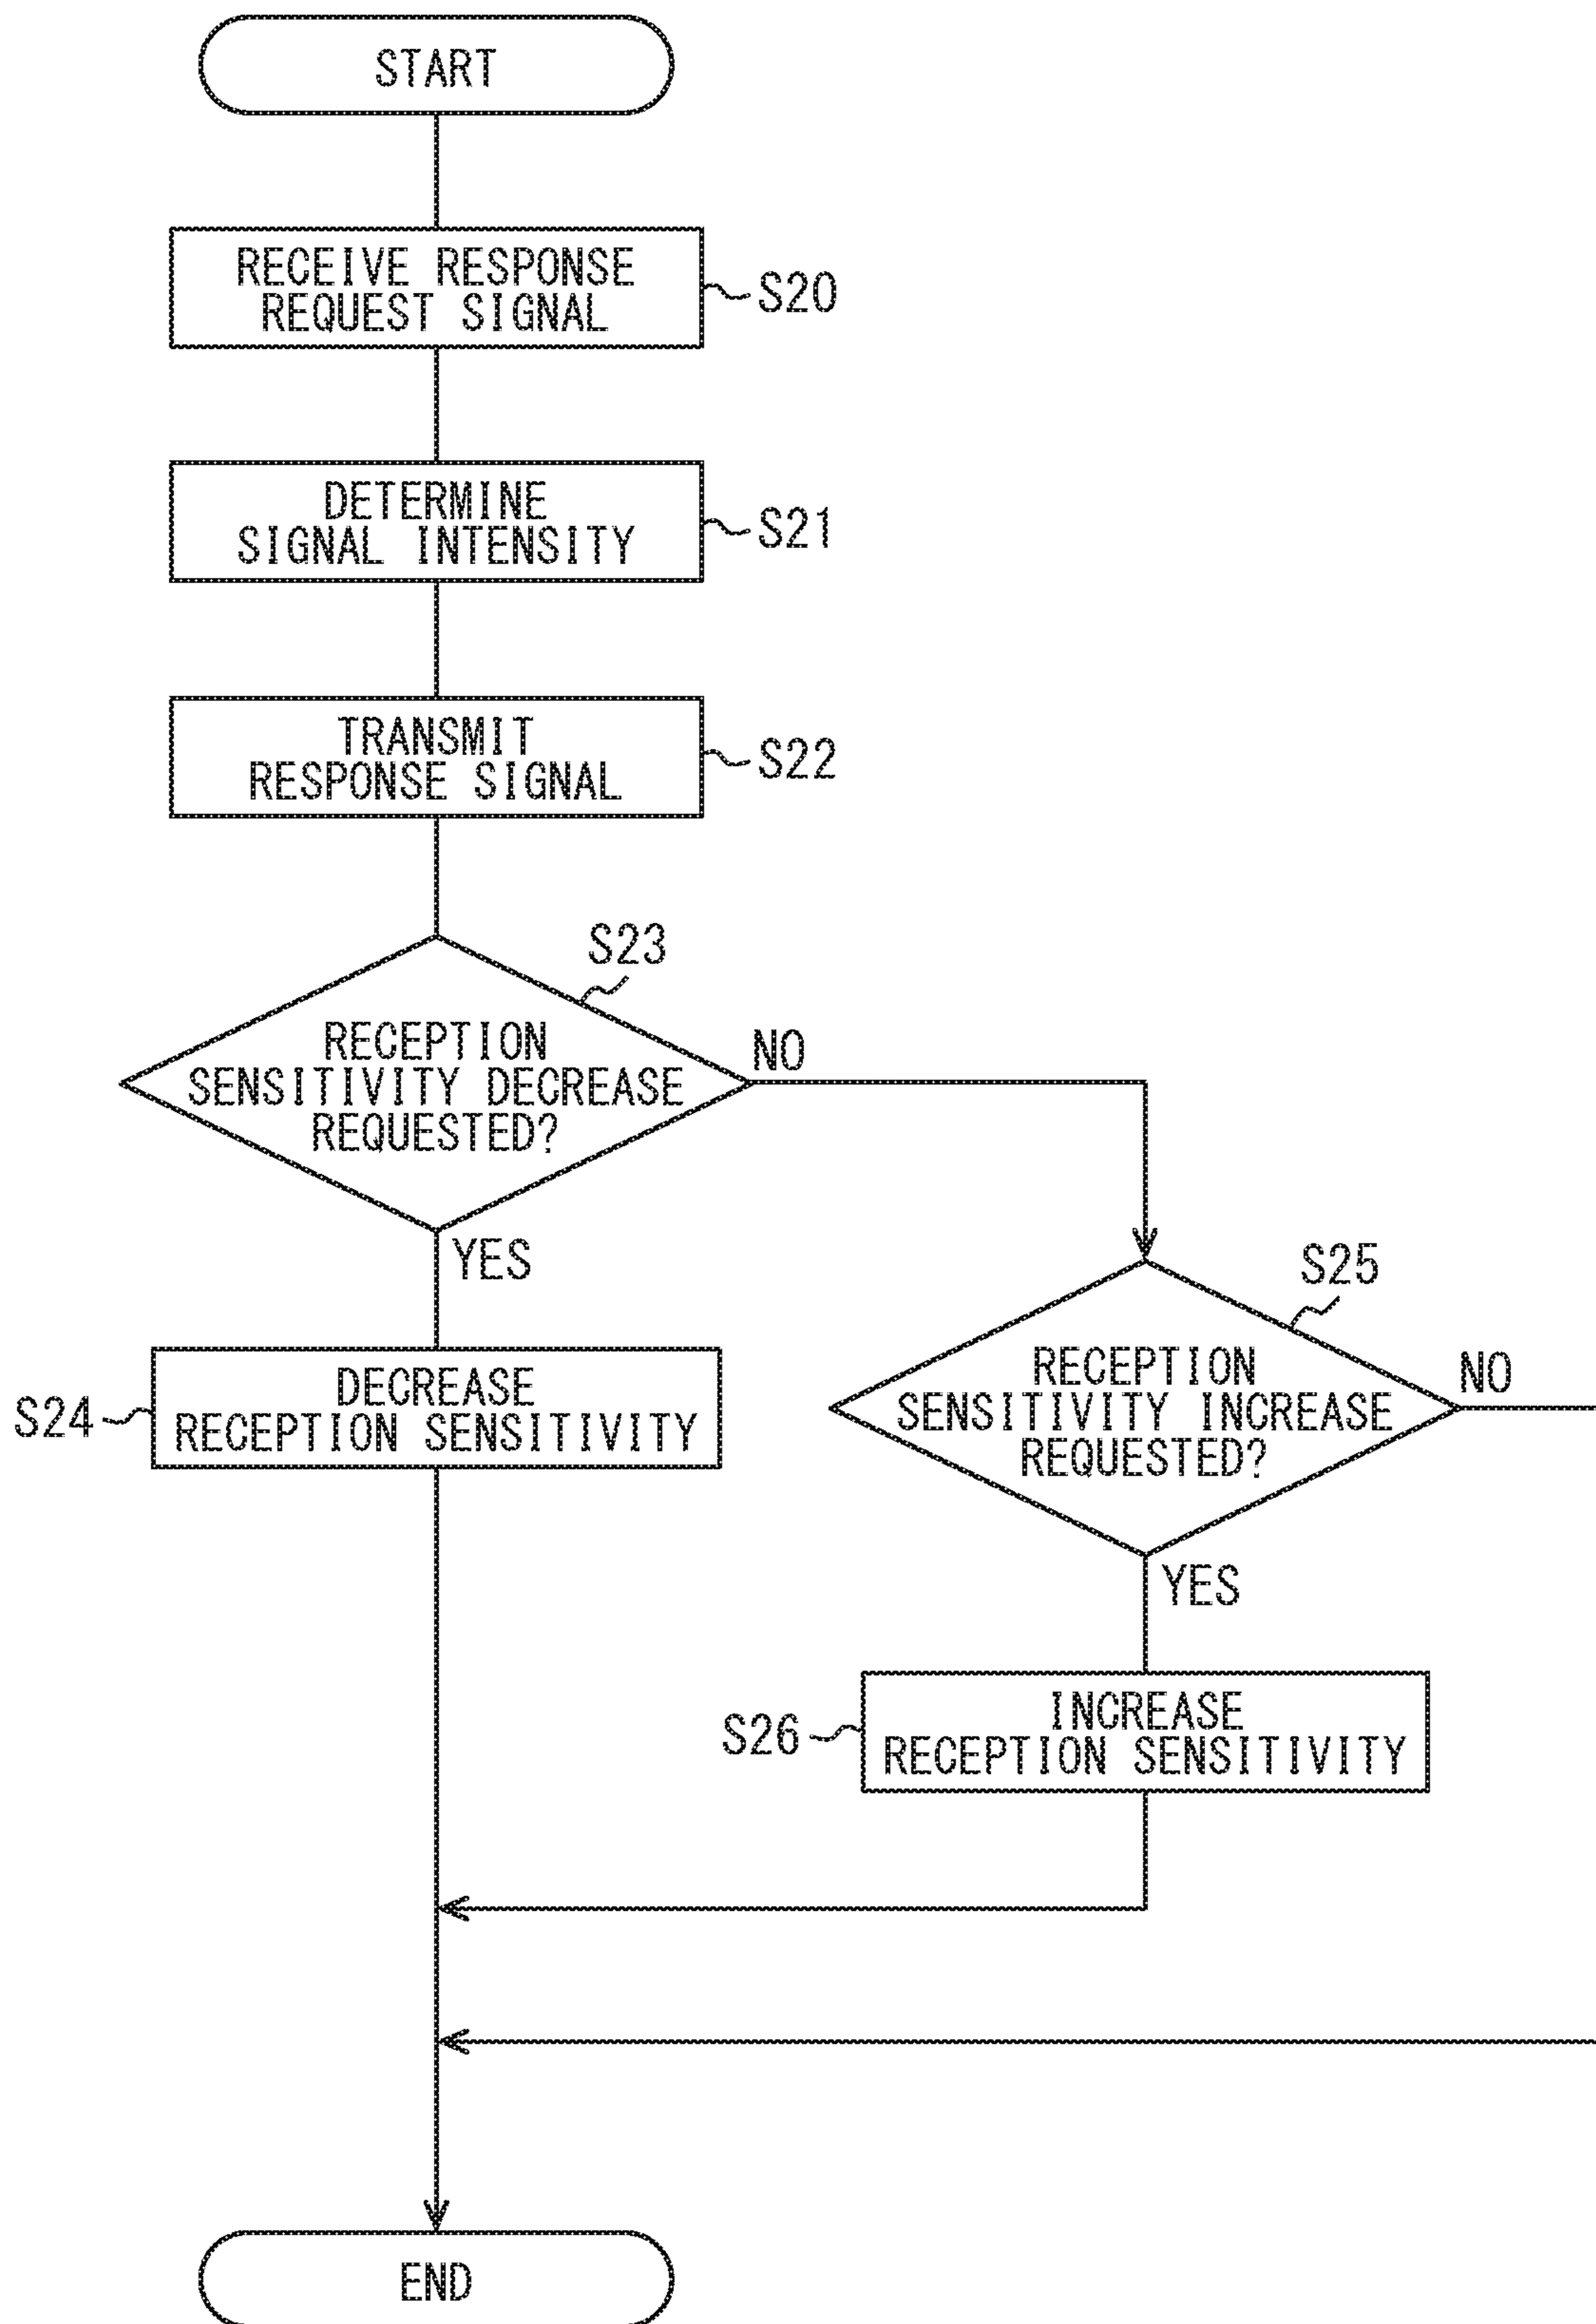 START
RECEIVE RESPONSE
REQUEST SIGNAL
S20
DETERMINE
SIGNAL INTENSITY
S21
TRANSMIT
RESPONSE SIGNAL
S22
S23
RECEPTION
SENSITIVITY DECREASE
REQUESTED?
NO
YES
S24
DECREASE
RECEPTION SENSITIVITY
S25
RECEPTION
SENSITIVITY INCREASE
REQUESTED?
NO
YES
S26
INCREASE
RECEPTION SENSITIVITY
END